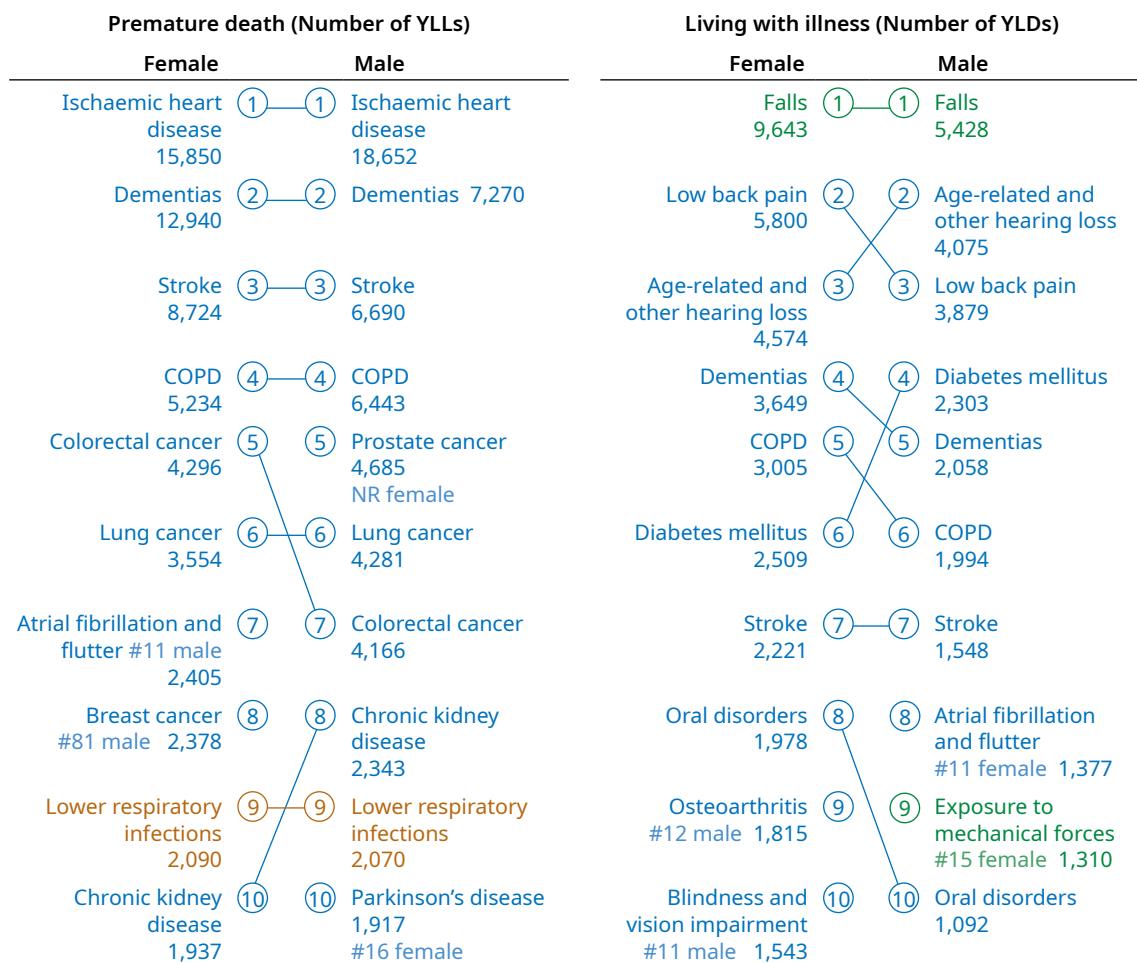 Premature death (Number of YLLs)
Female
Male
Ischaemic heart
disease
15,850
1
1
Ischaemic heart
disease
18,652
Dementias
12,940
2
2
Dementias 7,270
Stroke
8,724
3
3
Stroke
6,690
COPD
5,234
4
4
COPD
6,443
Colorectal cancer
4,296
5
5
Prostate cancer
4,685
NR female
Lung cancer
3,554
6
6
Lung cancer
4,281
Atrial fibrillation and
flutter #11 male
2,405
7
7
Colorectal cancer
4,166
Breast cancer
#81 male 2,378
8
8
Chronic kidney
disease
2,343
Lower respiratory
infections
2,090
9
9
Lower respiratory
infections
2,070
Chronic kidney
disease
1,937
10
10
Parkinson's disease
1,917
#16 female
Living with illness (Number of YLDs)
Female
Male
Falls
9,643
1
1
Falls
5,428
Low back pain
5,800
2
2
Age-related and
other hearing loss
4,075
Age-related and
other hearing loss
4,574
3
3
Low back pain
3,879
Dementias
3,649
4
4
Diabetes mellitus
2,303
COPD
3,005
5
5
Dementias
2,058
Diabetes mellitus
2,509
6
6
COPD
1,994
Stroke
2,221
7
7
Stroke
1,548
Oral disorders
1,978
8
8
Atrial fibrillation
and flutter
#11 female 1,377
Osteoarthritis
#12 male 1,815
9
9
Exposure to
mechanical forces
#15 female 1,310
Blindness and
vision impairment
#11 male 1,543
10
10
Oral disorders
1,092